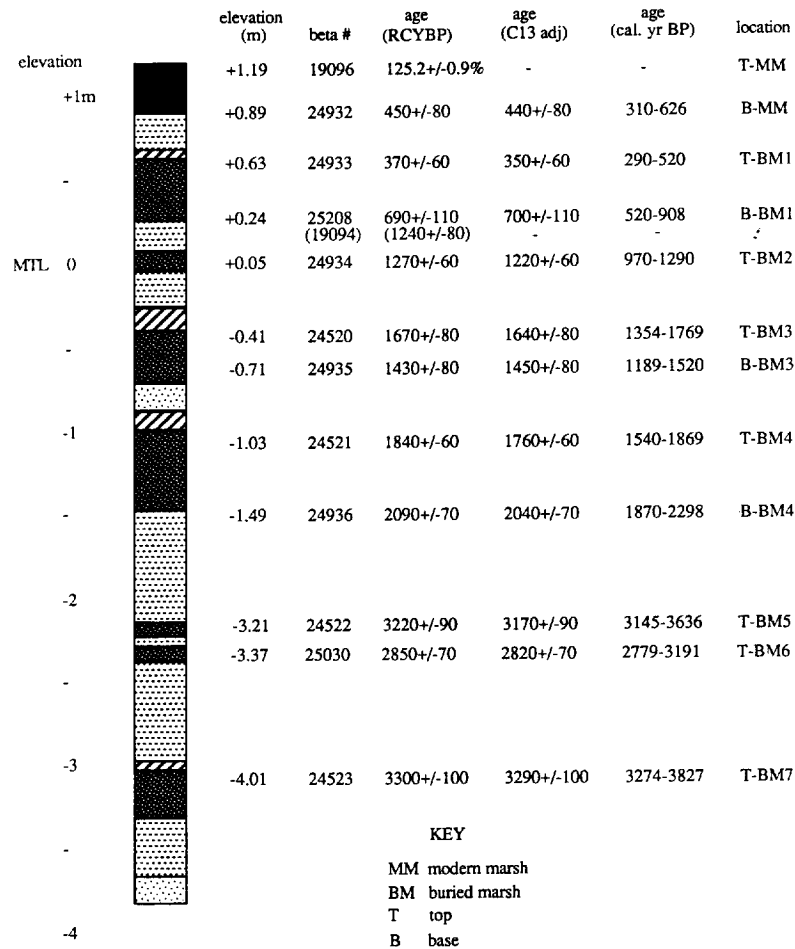 elevation (m) beta # age (RCYBP) age (C13 adj) age (cal. yr BP) location
elevation
+1.19 19096 125.2+/-0.9% - - T-MM
+1m
+0.89 24932 450+/-80 440+/-80 310-626 B-MM
+0.63 24933 370+/-60 350+/-60 290-520 T-BM1
-
+0.24 25208 690+/-110 700+/-110 520-908 B-BM1
(19094) (1240+/-80) - -
MTL 0 +0.05 24934 1270+/-60 1220+/-60 970-1290 T-BM2
-0.41 24520 1670+/-80 1640+/-80 1354-1769 T-BM3
-
-0.71 24935 1430+/-80 1450+/-80 1189-1520 B-BM3
-1 -1.03 24521 1840+/-60 1760+/-60 1540-1869 T-BM4
- -1.49 24936 2090+/-70 2040+/-70 1870-2298 B-BM4
-2
-3.21 24522 3220+/-90 3170+/-90 3145-3636 T-BM5
-3.37 25030 2850+/-70 2820+/-70 2779-3191 T-BM6
-
-3 -4.01 24523 3300+/-100 3290+/-100 3274-3827 T-BM7
KEY
-
MM modern marsh
BM buried marsh
T top
-4
B base